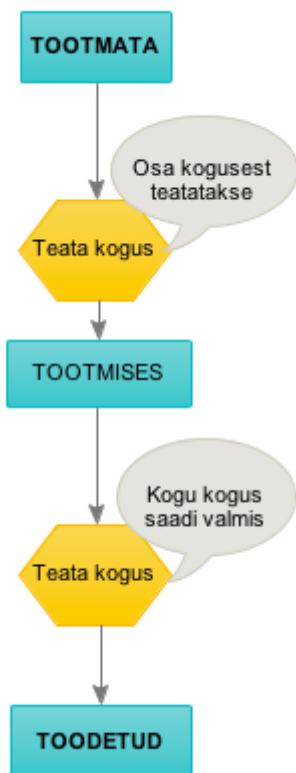 TOOTMATA
Osa kogusest
teatatakse
Teata kogus
TOOTMISES
Kogu kogus
saadi valmis
Teata kogus
TOODETUD